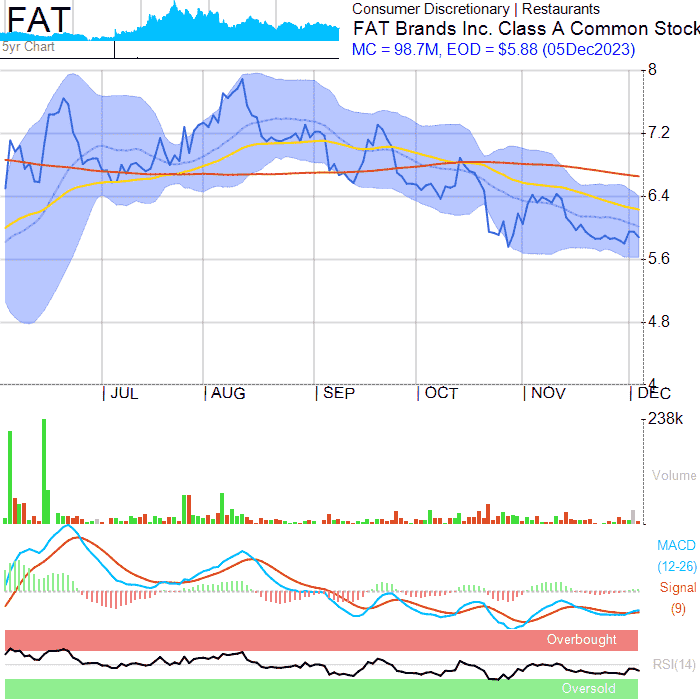 FAT
5yr Chart
Consumer Discretionary | Restaurants
FAT Brands Inc. Class A Common Stock
MC = 98.7M, EOD = $5.88 (05Dec2023)
8
7.2
6.4
5.6
4.8
4
JUL AUG SEP OCT NOV DEC
238k
Volume
MACD
(12-26)
Signal
(9)
Overbought
RSI(14)
Oversold